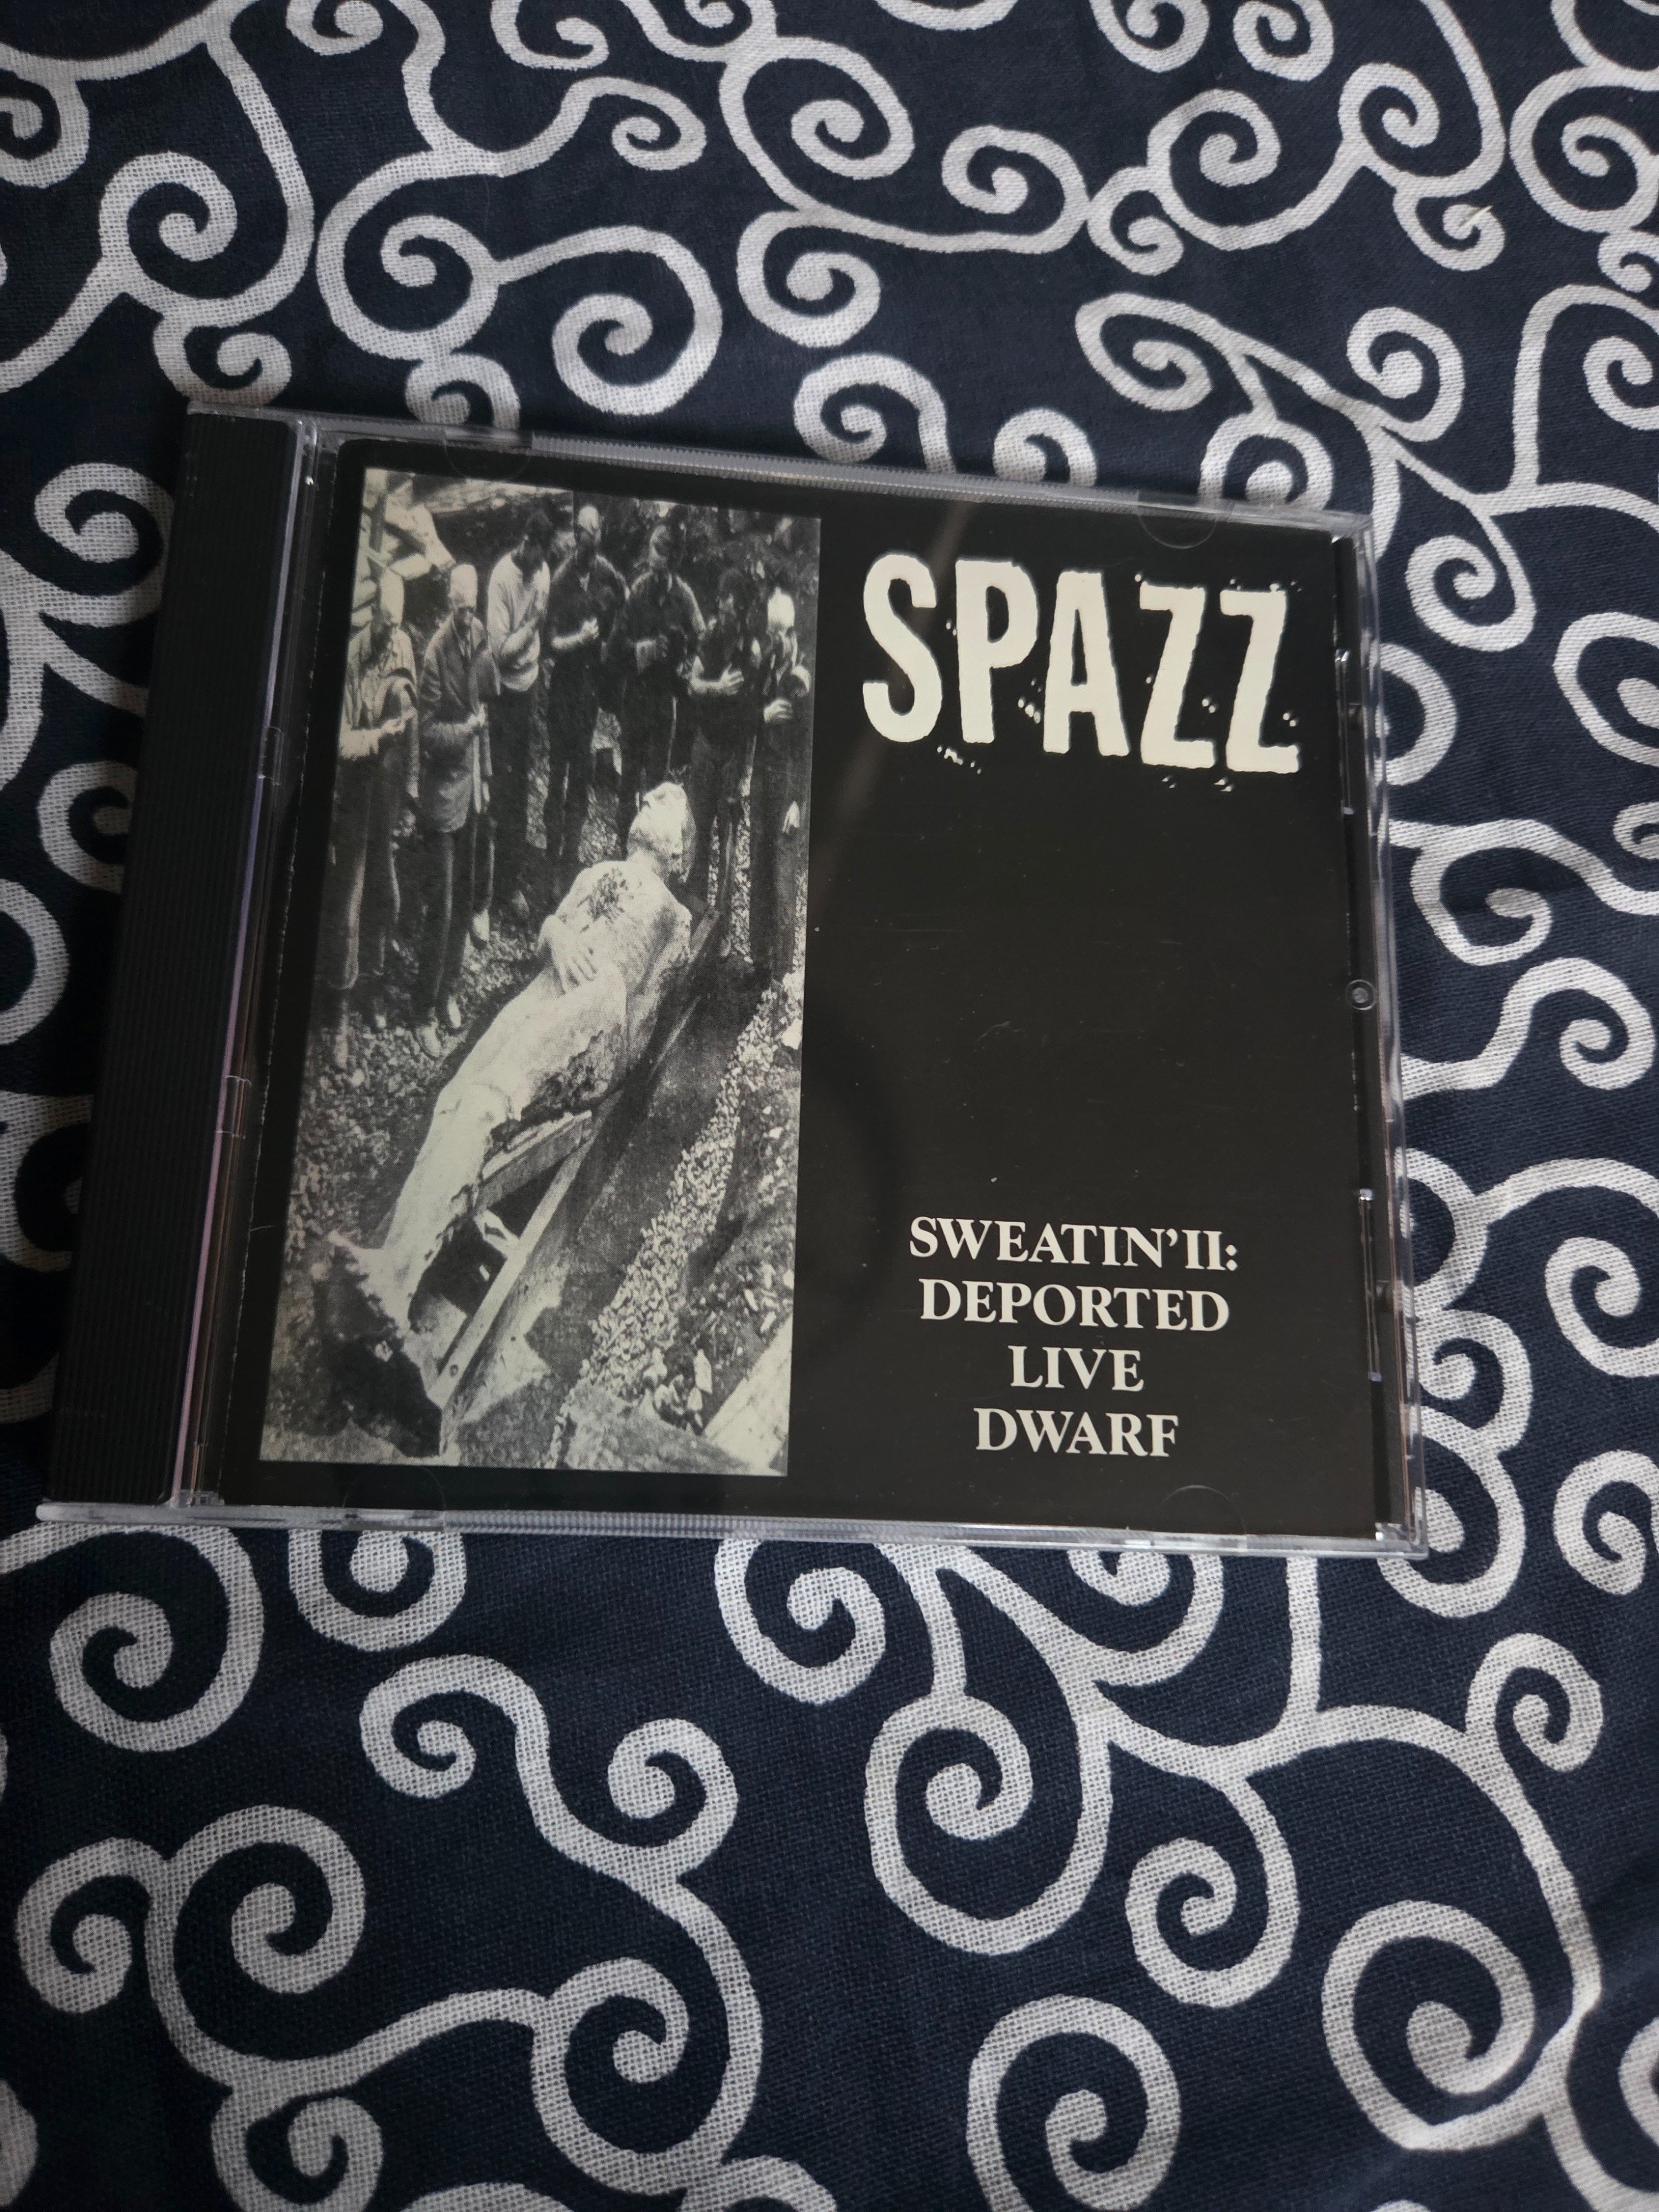 SPAZZ
SWEATIN' II:
DEPORTED
LIVE
DWARF